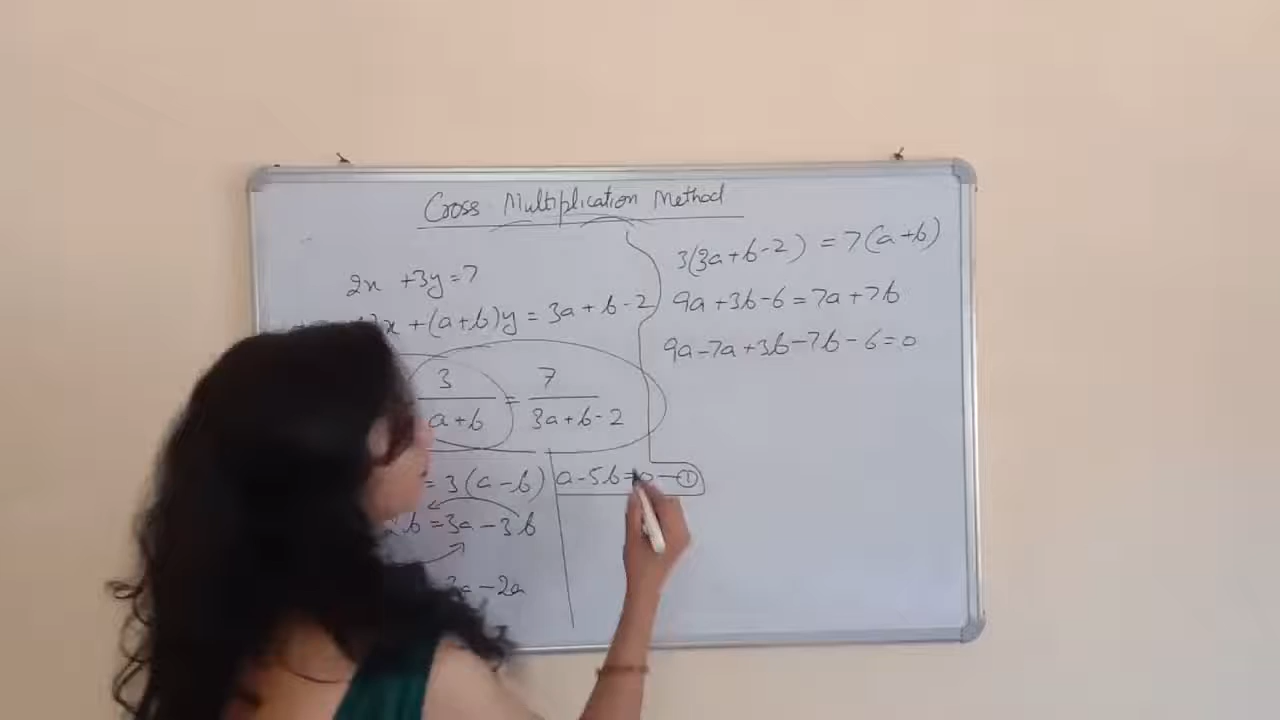 Cross Multiplication Method
2x + 3y = 7
x + (a+b)y = 3a + b - 2
3/(a+b) = 7/(3a+b-2)
= 3(a-b)
b = 3a - 3b
3a - 2a
a - 5b = 0 — ①
3(3a+b-2) = 7(a+b)
9a + 3b - 6 = 7a + 7b
9a - 7a + 3b - 7b - 6 = 0